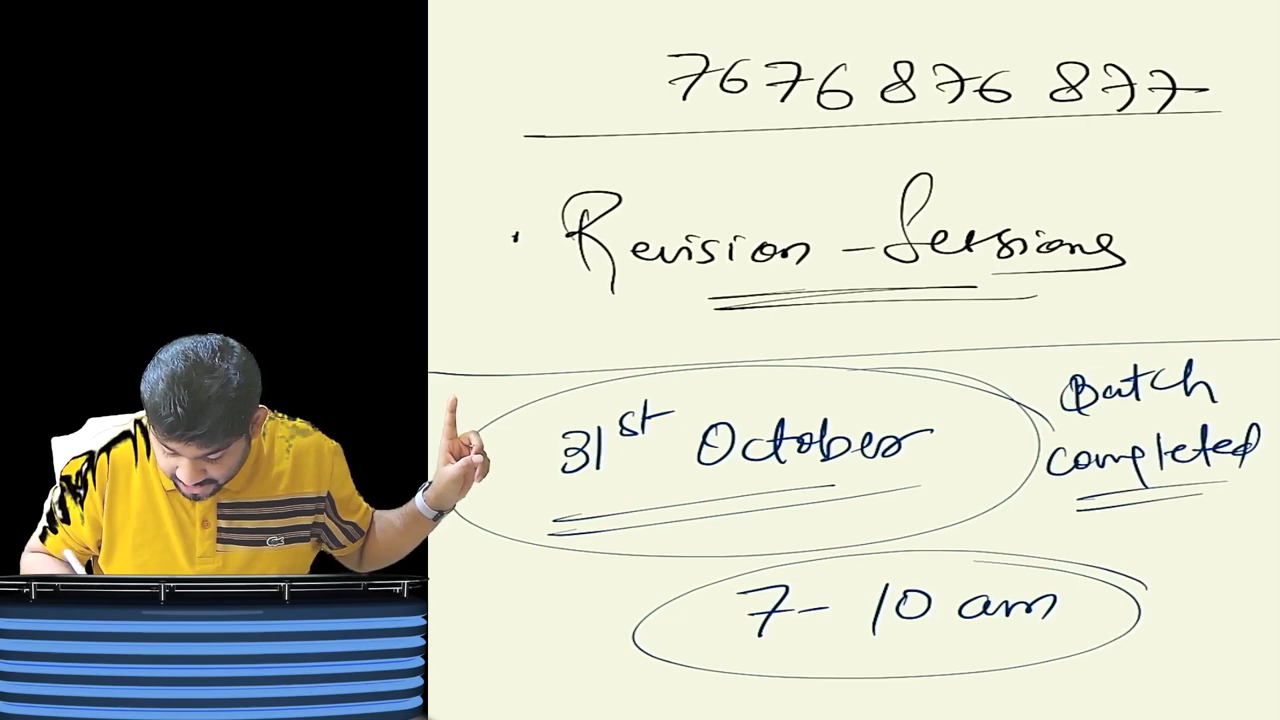 7676 876 877
. Revision - Sessions
31st October
Batch
completed
7 - 10 am